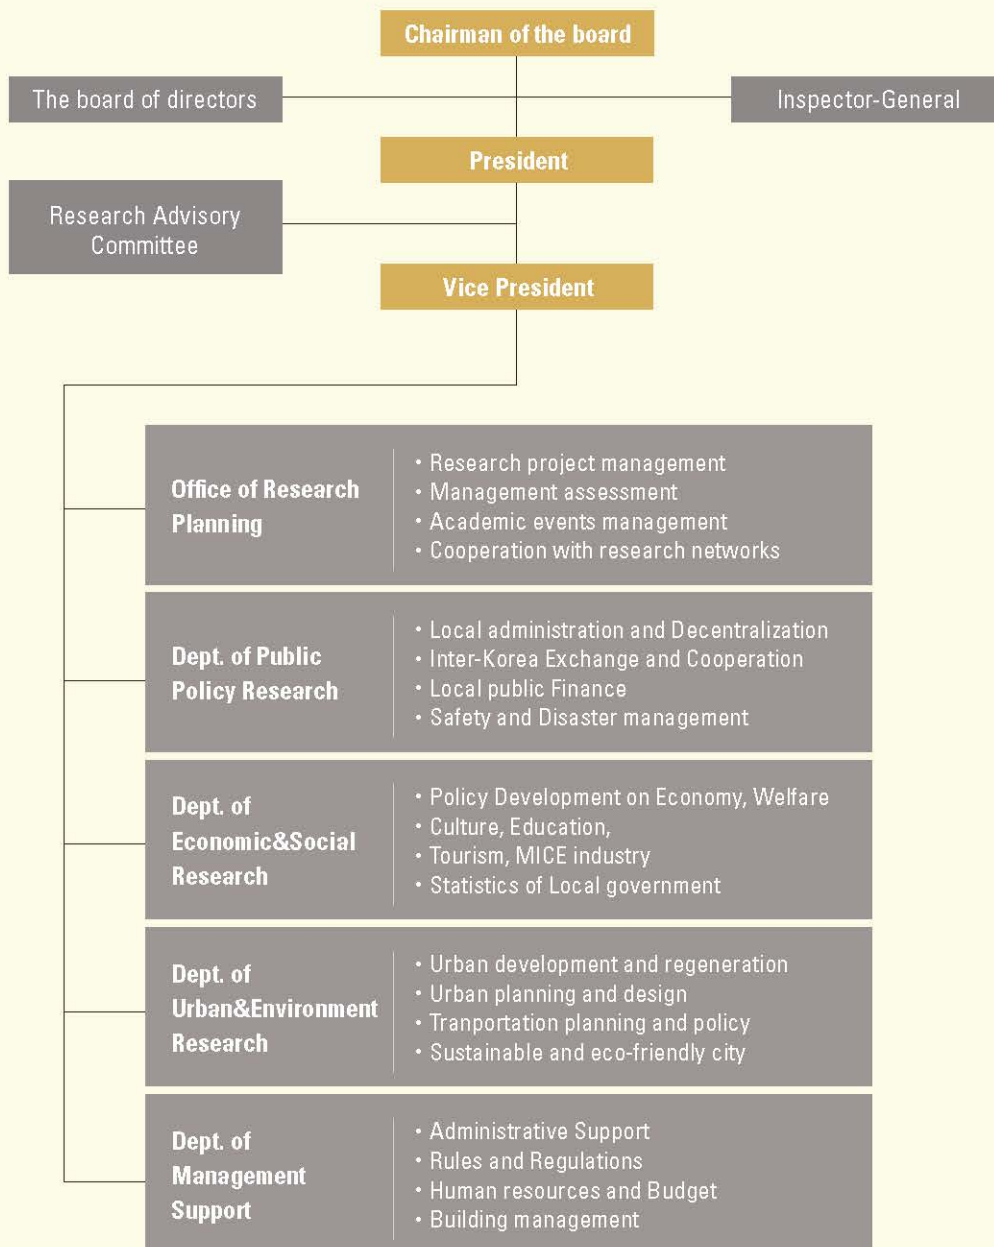 Chairman of the board
The board of directors
Inspector-General
President
Research Advisory
Committee
Vice President
Office of Research
Planning
• Research project management
• Management assessment
• Academic events management
• Cooperation with research networks
Dept. of Public
Policy Research
• Local administration and Decentralization
• Inter-Korea Exchange and Cooperation
• Local public Finance
• Safety and Disaster management
Dept. of
Economic&Social
Research
• Policy Development on Economy, Welfare
• Culture, Education,
• Tourism, MICE industry
• Statistics of Local government
Dept. of
Urban&Environment
Research
• Urban development and regeneration
• Urban planning and design
• Tranportation planning and policy
• Sustainable and eco-friendly city
Dept. of
Management
Support
• Administrative Support
• Rules and Regulations
• Human resources and Budget
• Building management